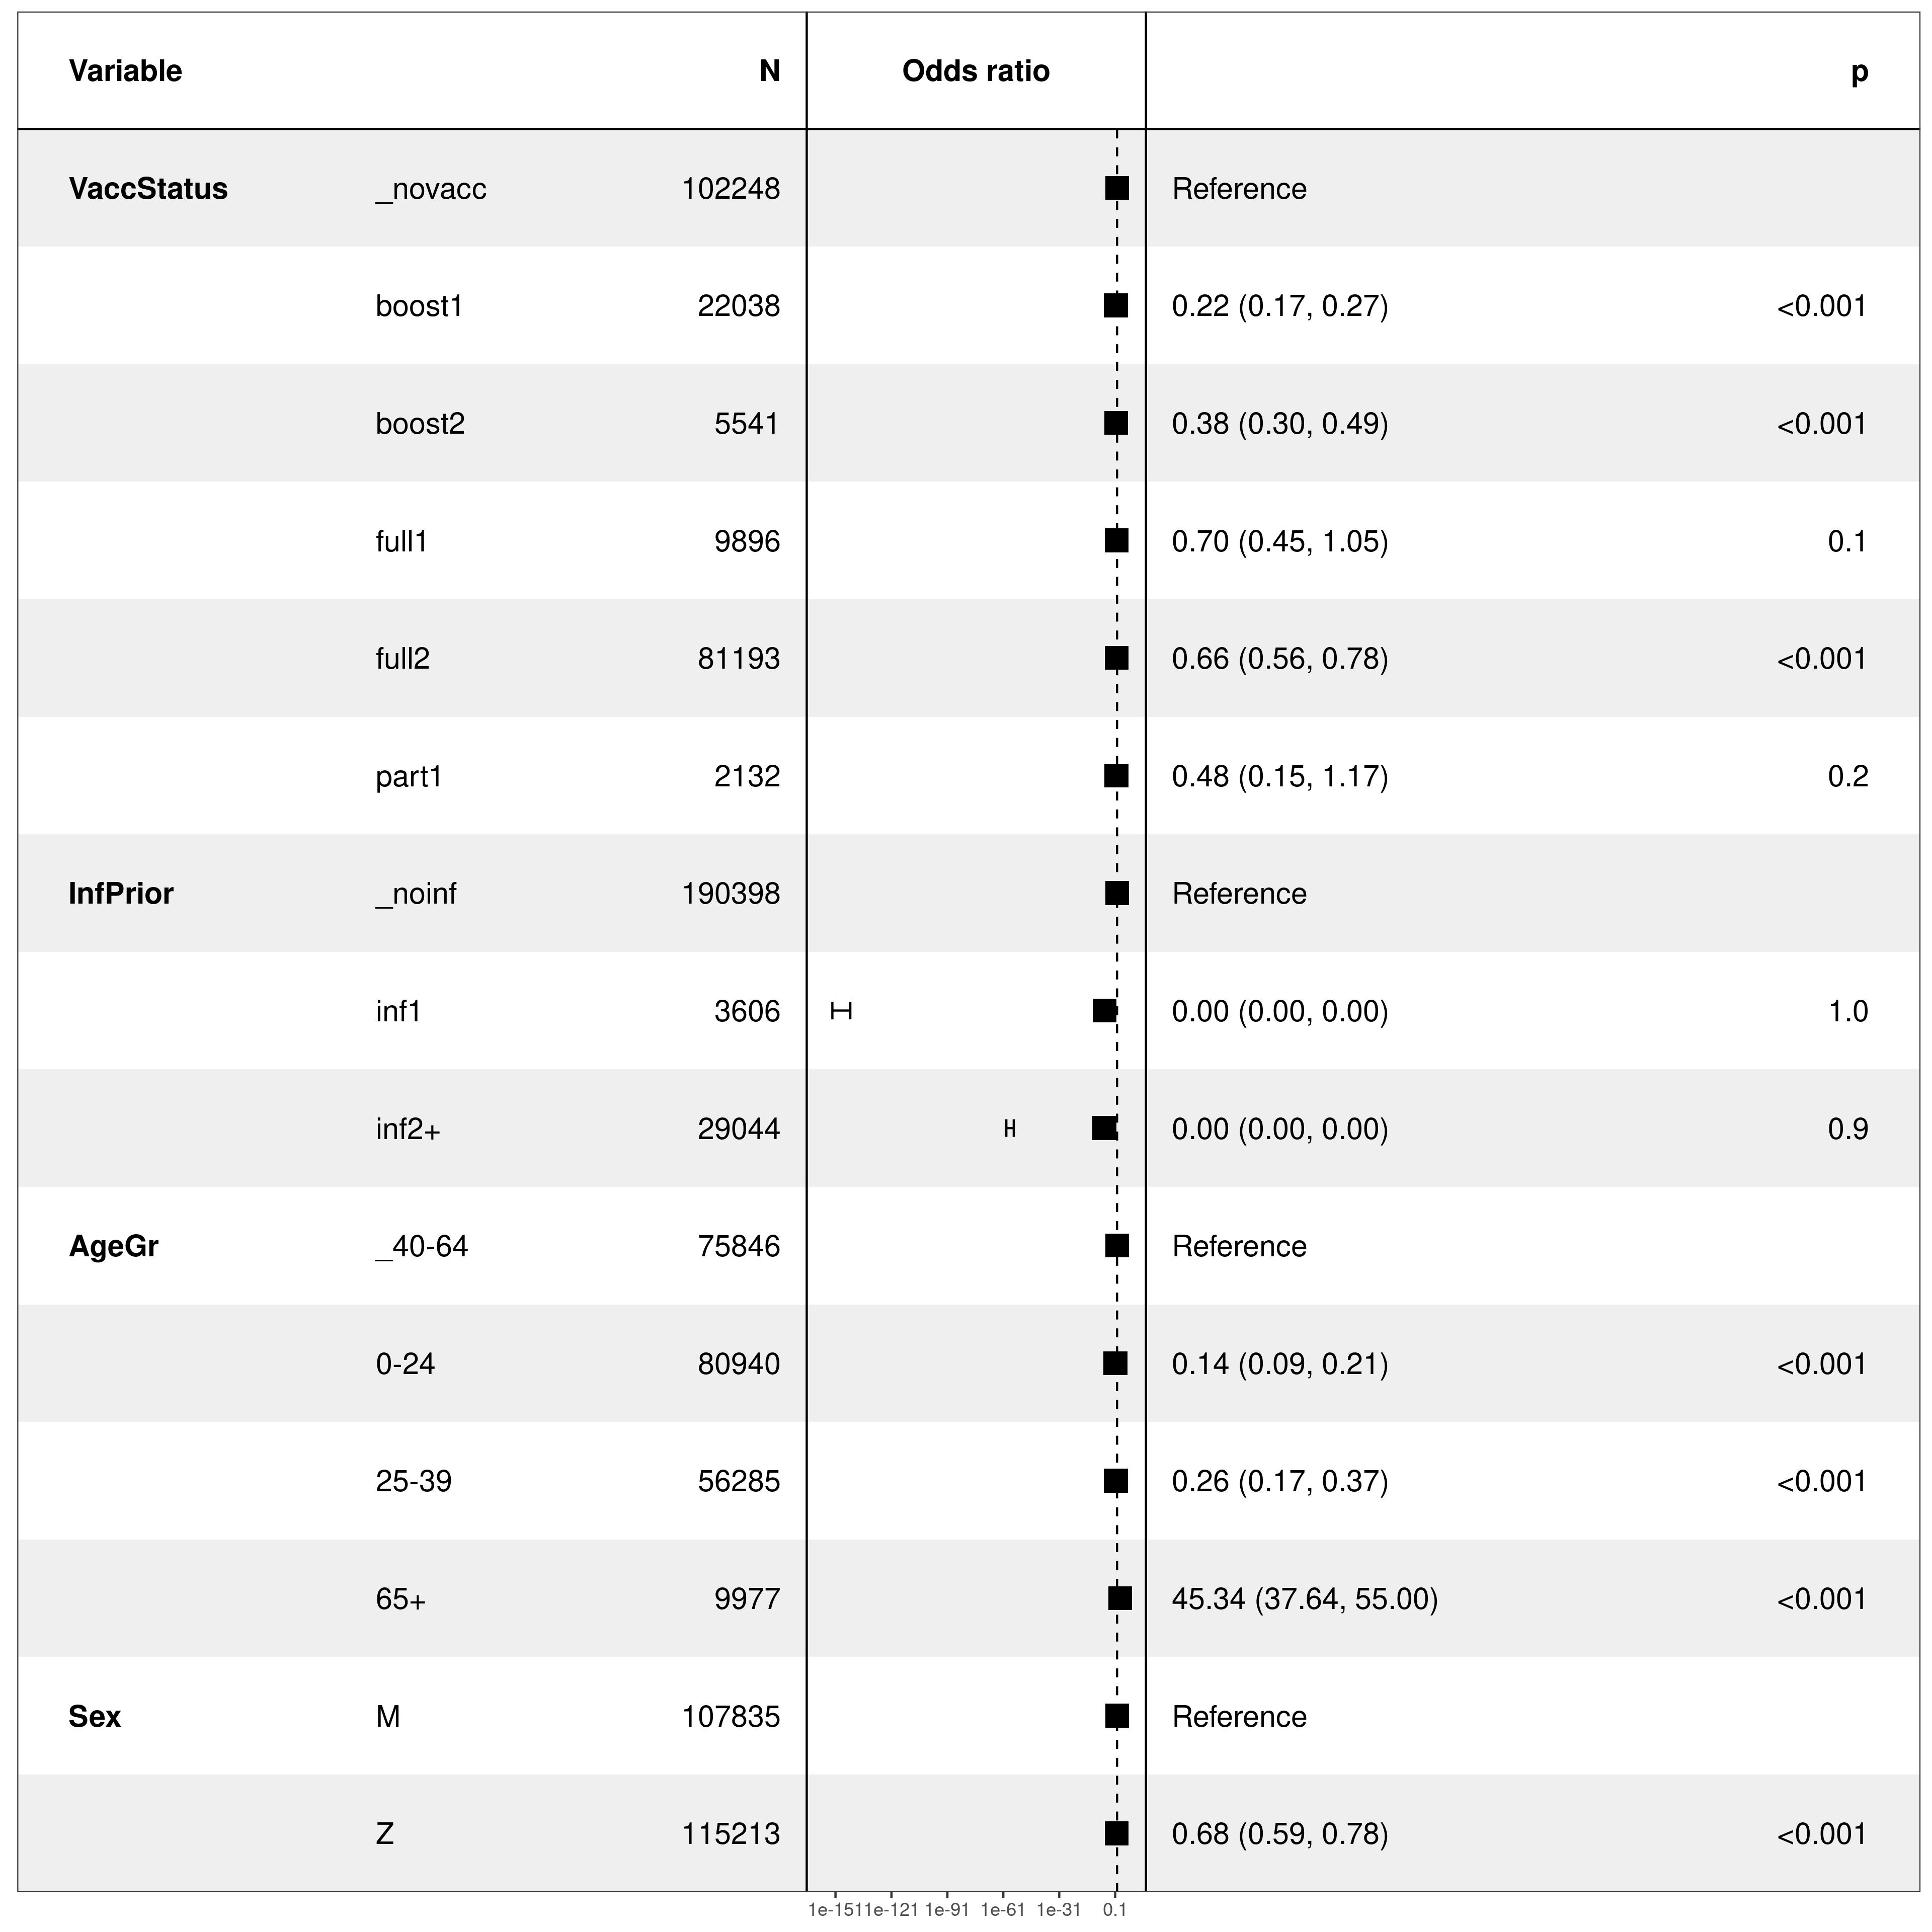 Variable N Odds ratio p
VaccStatus _novacc 102248 Reference
boost1 22038 0.22 (0.17, 0.27) <0.001
boost2 5541 0.38 (0.30, 0.49) <0.001
full1 9896 0.70 (0.45, 1.05) 0.1
full2 81193 0.66 (0.56, 0.78) <0.001
part1 2132 0.48 (0.15, 1.17) 0.2
InfPrior _noinf 190398 Reference
inf1 3606 0.00 (0.00, 0.00) 1.0
inf2+ 29044 0.00 (0.00, 0.00) 0.9
AgeGr _40-64 75846 Reference
0-24 80940 0.14 (0.09, 0.21) <0.001
25-39 56285 0.26 (0.17, 0.37) <0.001
65+ 9977 45.34 (37.64, 55.00) <0.001
Sex M 107835 Reference
Z 115213 0.68 (0.59, 0.78) <0.001
1e-151 1e-121 1e-91 1e-61 1e-31 0.1